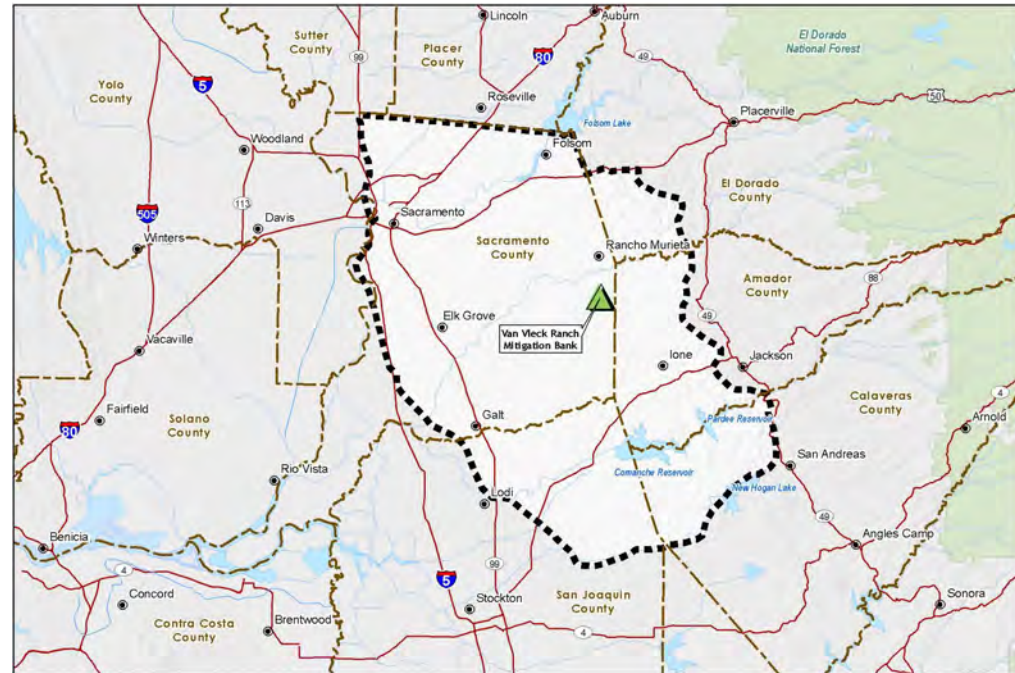 Lincoln
Auburn
Sutter
County
Placer
County
El Dorado
National Forest
49
99
80
5
Yolo
County
Roseville
50
Placerville
Folsom Lake
Woodland
Folsom
El Dorado
County
113
505
Davis
Sacramento
Winters
Sacramento
County
Rancho Murieta
Amador
County
88
49
Elk Grove
Van Vleck Ranch
Mitigation Bank
Vacaville
Ione
Jackson
Calaveras
County
4
Fairfield
Solano
County
80
Galt
Pardee Reservoir
Arnold
Comanche Reservoir
San Andreas
Rio Vista
New Hogan Lake
Lodi
49
Benicia
Angles Camp
4
99
5
San Joaquin
County
Concord
Stockton
Sonora
Contra Costa
County
Brentwood
4